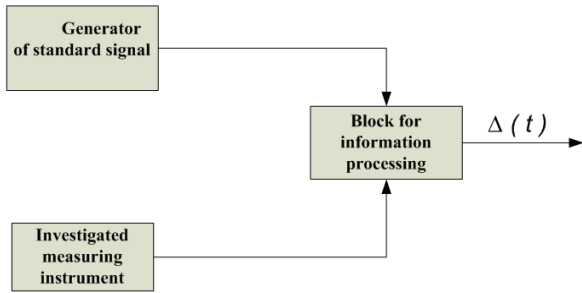 Generator
of standard signal
Block for
information
processing
Δ ( t )
Investigated
measuring
instrument